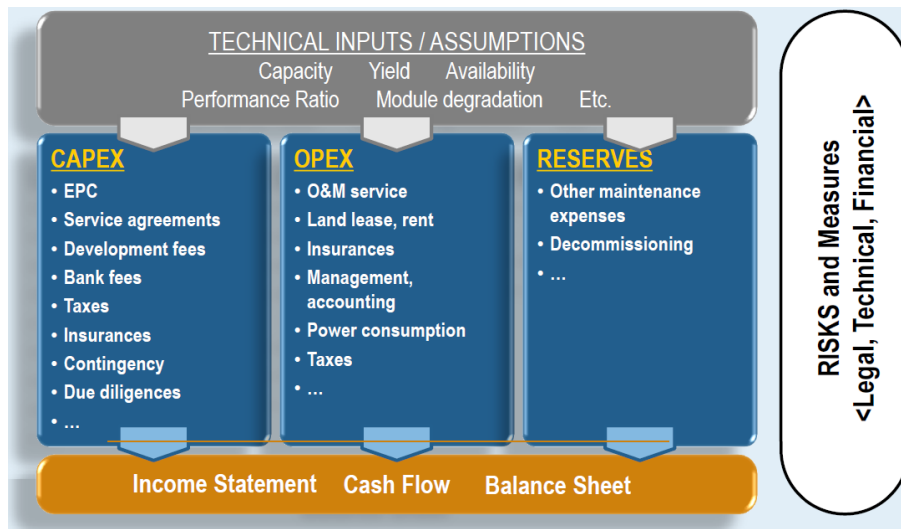 TECHNICAL INPUTS / ASSUMPTIONS
Capacity Yield Availability
Performance Ratio Module degradation Etc.
CAPEX
• EPC
• Service agreements
• Development fees
• Bank fees
• Taxes
• Insurances
• Contingency
• Due diligences
• ...
OPEX
• O&M service
• Land lease, rent
• Insurances
• Management,
accounting
• Power consumption
• Taxes
• ...
RESERVES
• Other maintenance
expenses
• Decommissioning
• ...
Income Statement Cash Flow Balance Sheet
RISKS and Measures
<Legal, Technical, Financial>